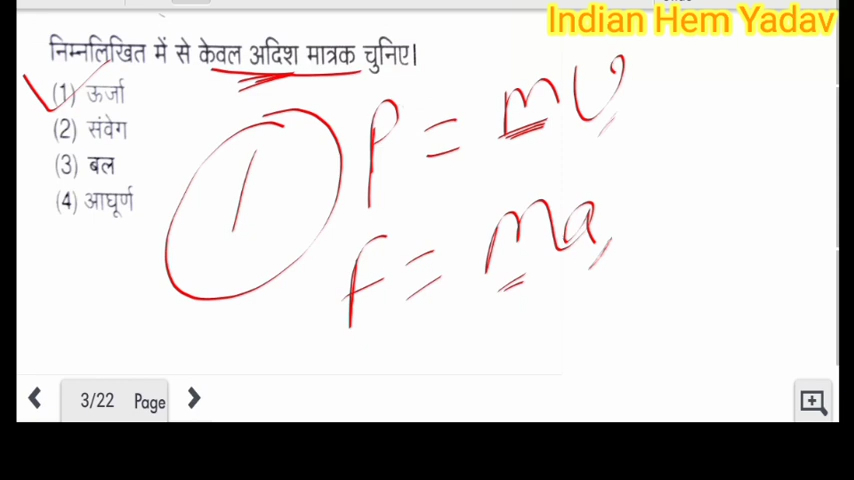 Indian Hem Yadav
निम्नलिखित में से केवल अदिश मात्रक चुनिए।
(1) ऊर्जा
(2) संवेग
(3) बल
(4) आघूर्ण
1
P = mv
F = ma
3/22 Page